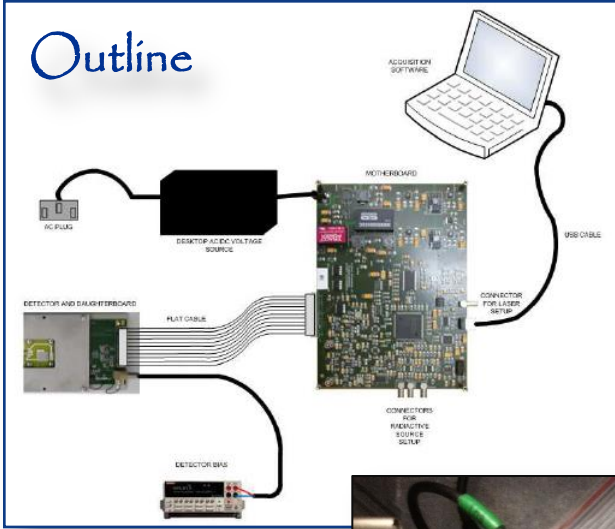 Outline
ACQUISITION
SOFTWARE
MOTHERBOARD
AC PLUG
DESKTOP AC/DC VOLTAGE
SOURCE
USB CABLE
DETECTOR AND DAUGHTERBOARD
FLAT CABLE
CONNECTOR
FOR LASER
SETUP
CONNECTORS
FOR
RADIACTIVE
SOURCE
SETUP
DETECTOR BIAS